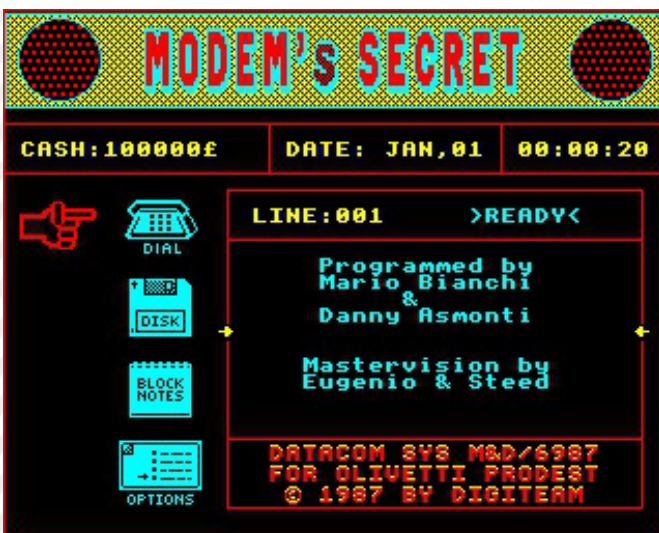 MODEM's SECRET
CASH:100000£ DATE: JAN,01 00:00:20
LINE:001 >READY<
DIAL
Programmed by
Mario Bianchi
&
Danny Asmonti
DISK
Mastervision by
Eugenio & Steed
BLOCK
NOTES
DATACOM SYS M&D/6987
FOR OLIVETTI PRODEST
© 1987 BY DIGITEAM
OPTIONS